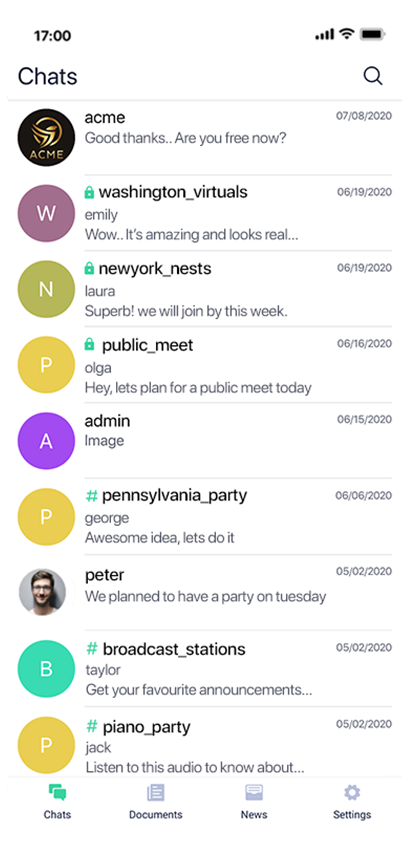 17:00
Chats
acme
07/08/2020
Good thanks.. Are you free now?
ACME
W
washington_virtuals
06/19/2020
emily
Wow.. It's amazing and looks real...
N
newyork_nests
06/19/2020
laura
Superb! we will join by this week.
P
public_meet
06/16/2020
olga
Hey, lets plan for a public meet today
A
admin
06/15/2020
Image
P
# pennsylvania_party
06/06/2020
george
Awesome idea, lets do it
peter
05/02/2020
We planned to have a party on tuesday
B
# broadcast_stations
05/02/2020
taylor
Get your favourite announcements...
P
# piano_party
05/02/2020
jack
Listen to this audio to know about...
Chats
Documents
News
Settings